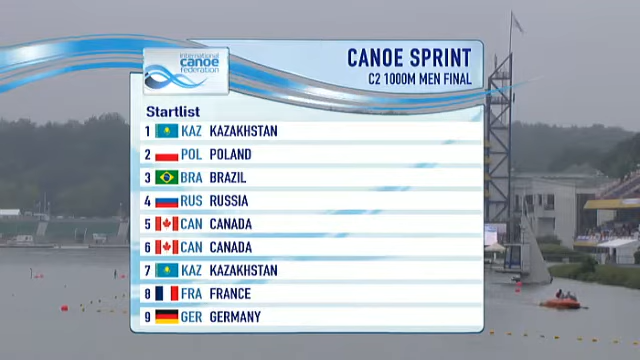 international
canoe
federation
CANOE SPRINT
C2 1000M MEN FINAL
Startlist
1 KAZ KAZAKHSTAN
2 POL POLAND
3 BRA BRAZIL
4 RUS RUSSIA
5 CAN CANADA
6 CAN CANADA
7 KAZ KAZAKHSTAN
8 FRA FRANCE
9 GER GERMANY